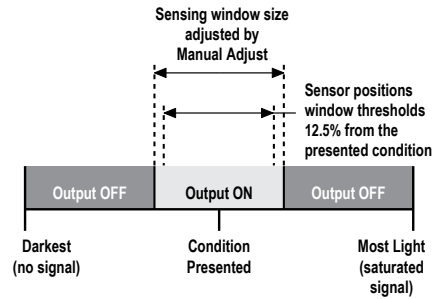 Sensing window size
adjusted by
Manual Adjust
Sensor positions
window thresholds
12.5% from the
presented condition
Output OFF
Output ON
Output OFF
Darkest
(no signal)
Condition
Presented
Most Light
(saturated
signal)